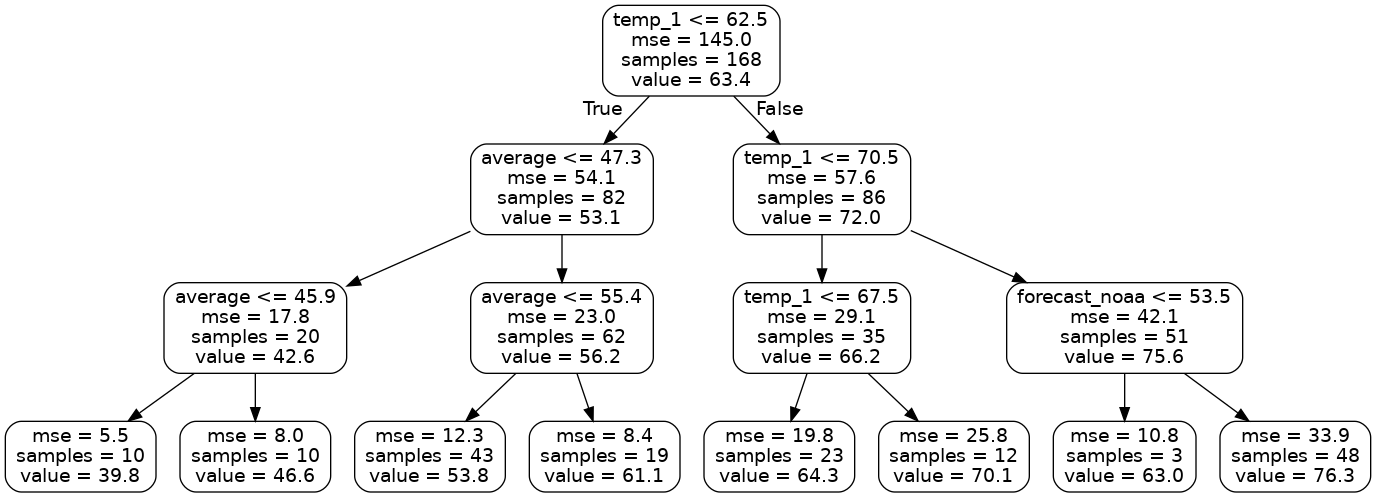 temp_1 <= 62.5
mse = 145.0
samples = 168
value = 63.4
True
False
average <= 47.3
mse = 54.1
samples = 82
value = 53.1
temp_1 <= 70.5
mse = 57.6
samples = 86
value = 72.0
average <= 45.9
mse = 17.8
samples = 20
value = 42.6
average <= 55.4
mse = 23.0
samples = 62
value = 56.2
temp_1 <= 67.5
mse = 29.1
samples = 35
value = 66.2
forecast_noaa <= 53.5
mse = 42.1
samples = 51
value = 75.6
mse = 5.5
samples = 10
value = 39.8
mse = 8.0
samples = 10
value = 46.6
mse = 12.3
samples = 43
value = 53.8
mse = 8.4
samples = 19
value = 61.1
mse = 19.8
samples = 23
value = 64.3
mse = 25.8
samples = 12
value = 70.1
mse = 10.8
samples = 3
value = 63.0
mse = 33.9
samples = 48
value = 76.3